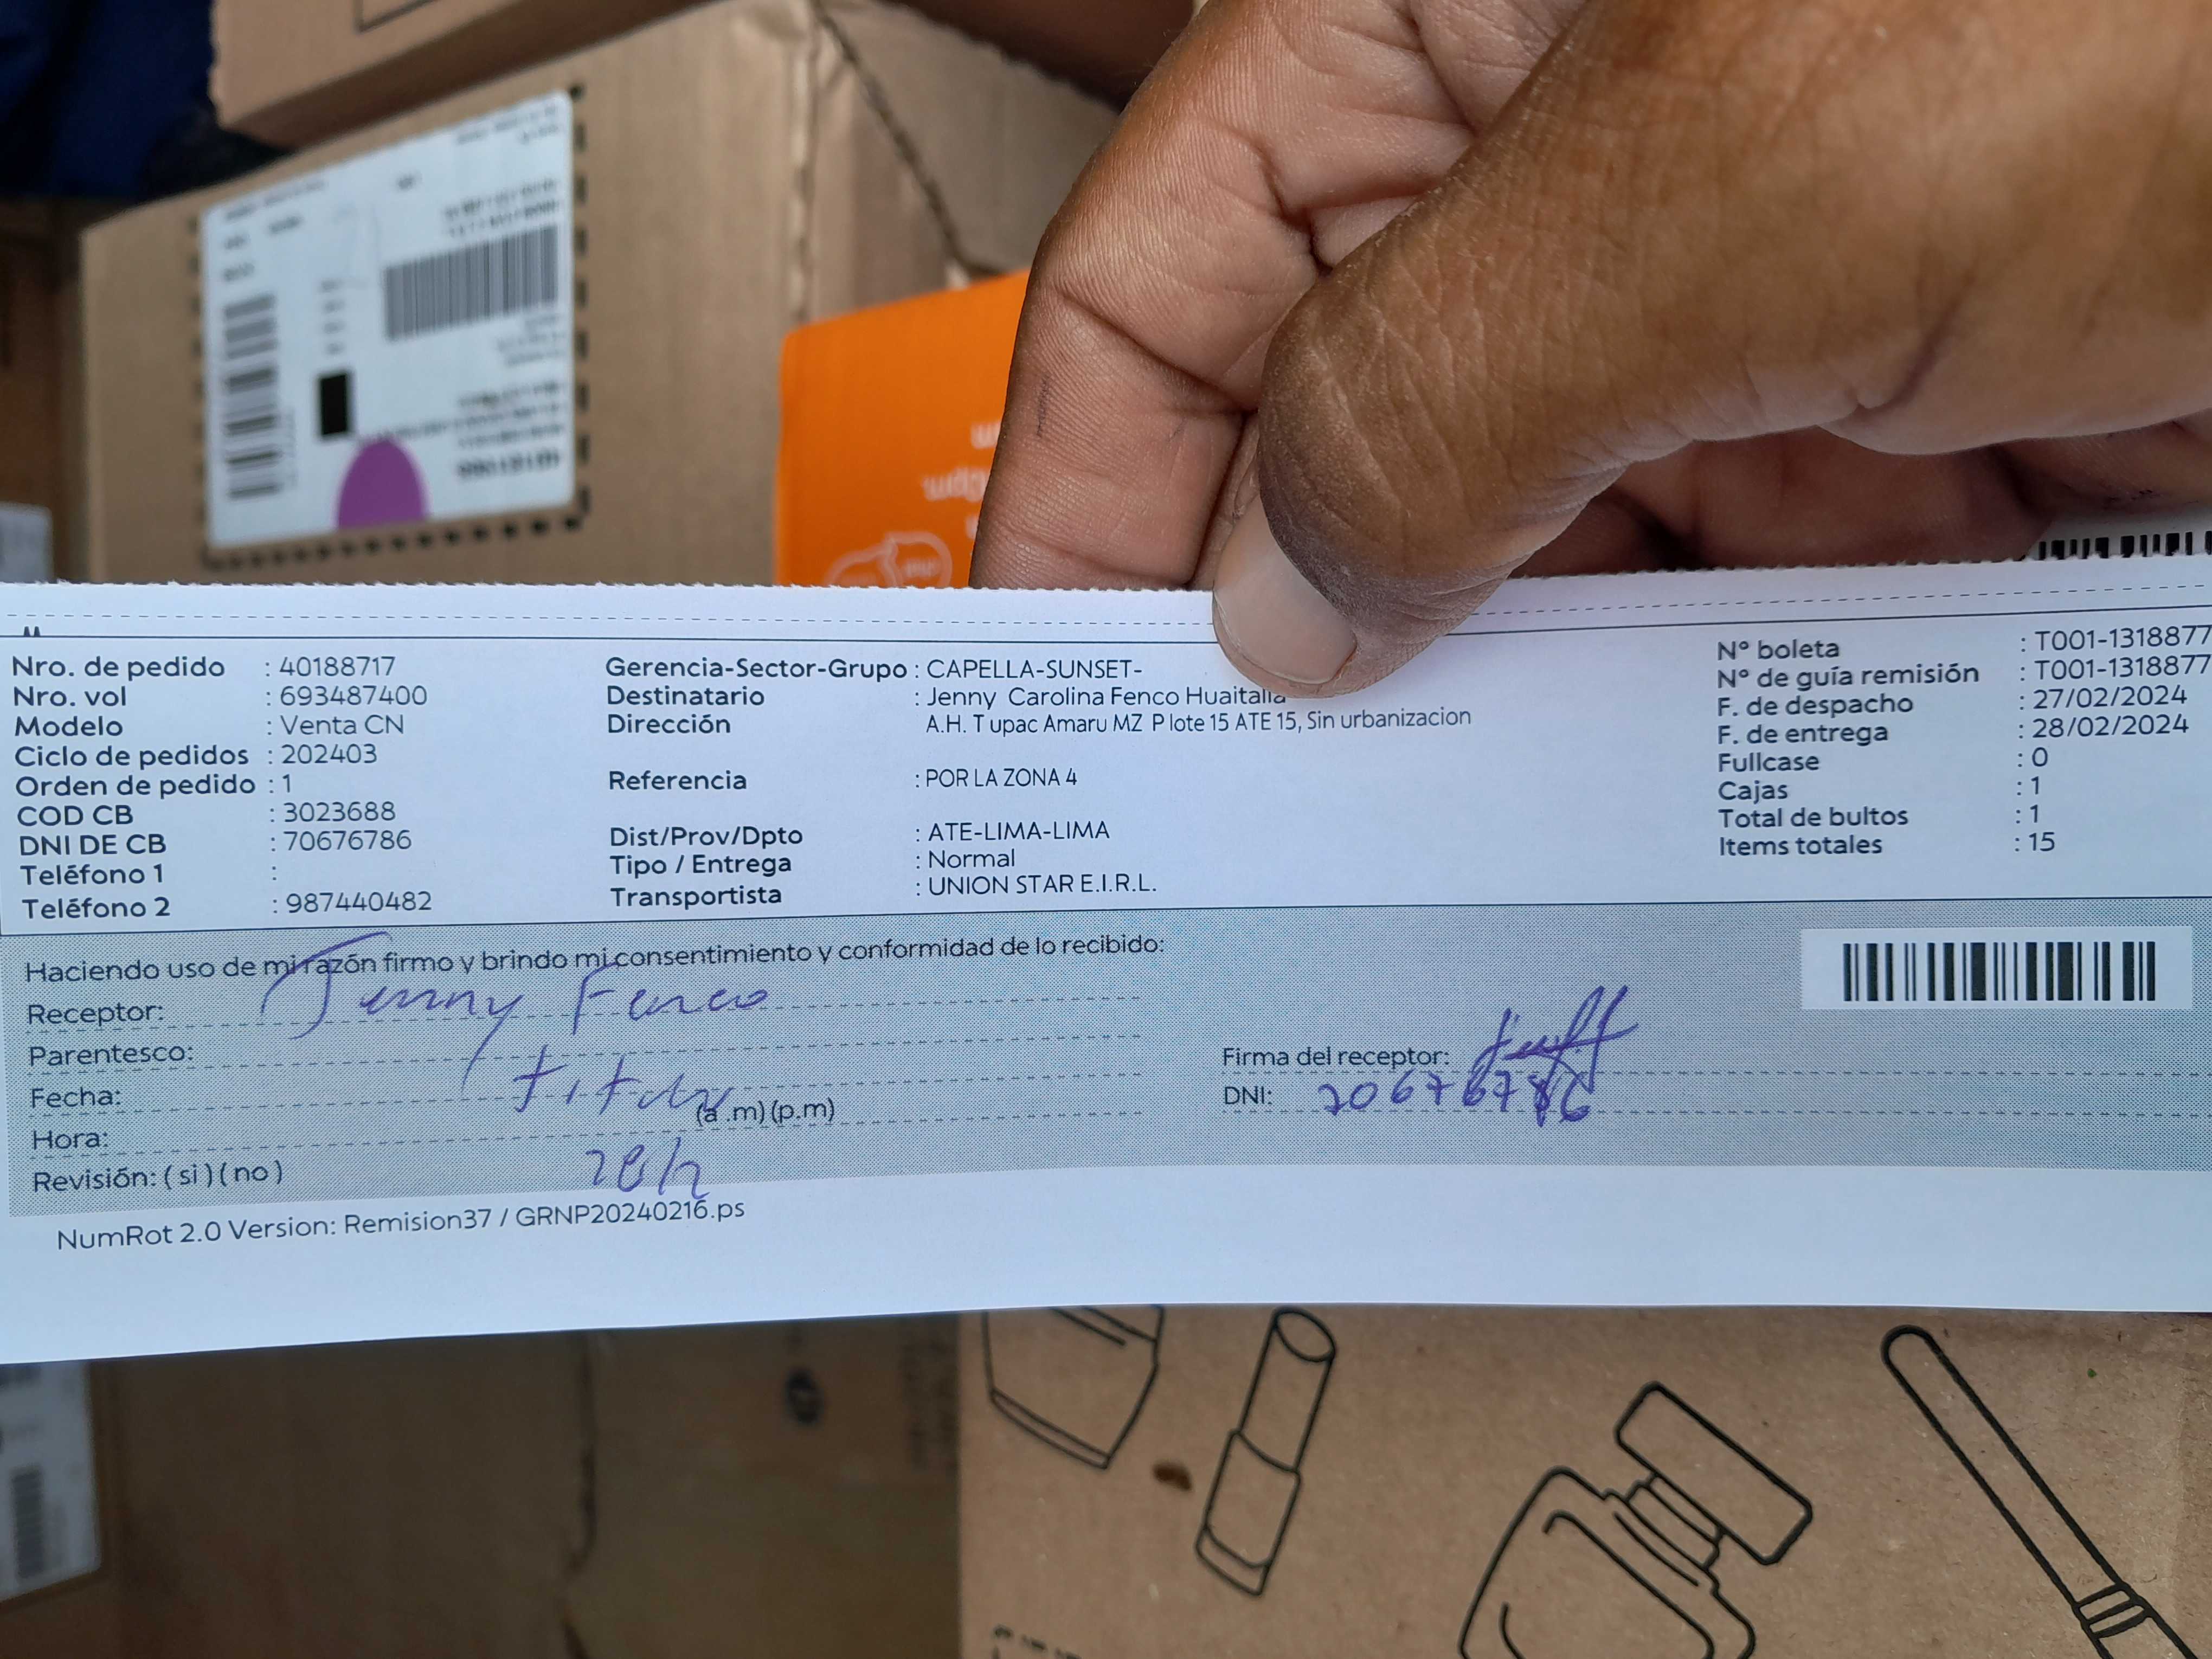 Nro. de pedido : 40188717
Nro. vol : 693487400
Modelo : Venta CN
Ciclo de pedidos : 202403
Orden de pedido : 1
COD CB : 3023688
DNI DE CB : 70676786
Teléfono 1 :
Teléfono 2 : 987440482
Gerencia-Sector-Grupo : CAPELLA-SUNSET-
Destinatario : Jenny Carolina Fenco Huaitalla
Dirección A.H. T upac Amaru MZ P lote 15 ATE 15, Sin urbanizacion
Referencia : POR LA ZONA 4
Dist/Prov/Dpto : ATE-LIMA-LIMA
Tipo / Entrega : Normal
Transportista : UNION STAR E.I.R.L.
N° boleta : T001-1318877
N° de guía remisión : T001-1318877
F. de despacho : 27/02/2024
F. de entrega : 28/02/2024
Fullcase : 0
Cajas : 1
Total de bultos : 1
Items totales : 15
Haciendo uso de mi razón firmo y brindo mi consentimiento y conformidad de lo recibido:
Receptor: Jenny Fenco
Parentesco: titular
Fecha:
Hora: (a .m) (p.m)
Revisión: ( si ) ( no )
Firma del receptor:
DNI: 70676786
NumRot 2.0 Version: Remision37 / GRNP20240216.ps